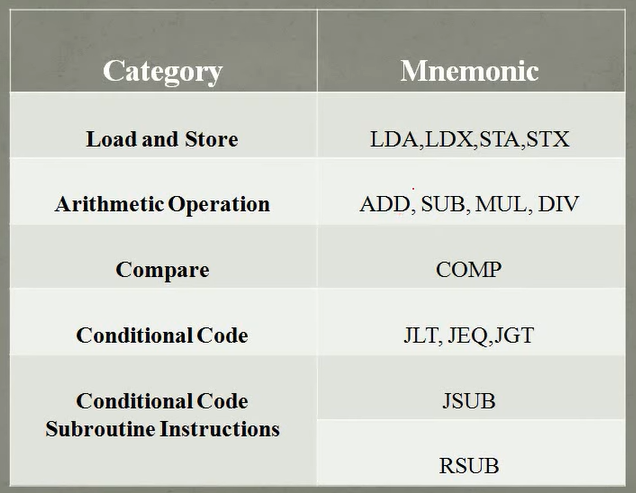 Category Mnemonic
Load and Store LDA,LDX,STA,STX
Arithmetic Operation ADD, SUB, MUL, DIV
Compare COMP
Conditional Code JLT, JEQ,JGT
Conditional Code JSUB
Subroutine Instructions
RSUB